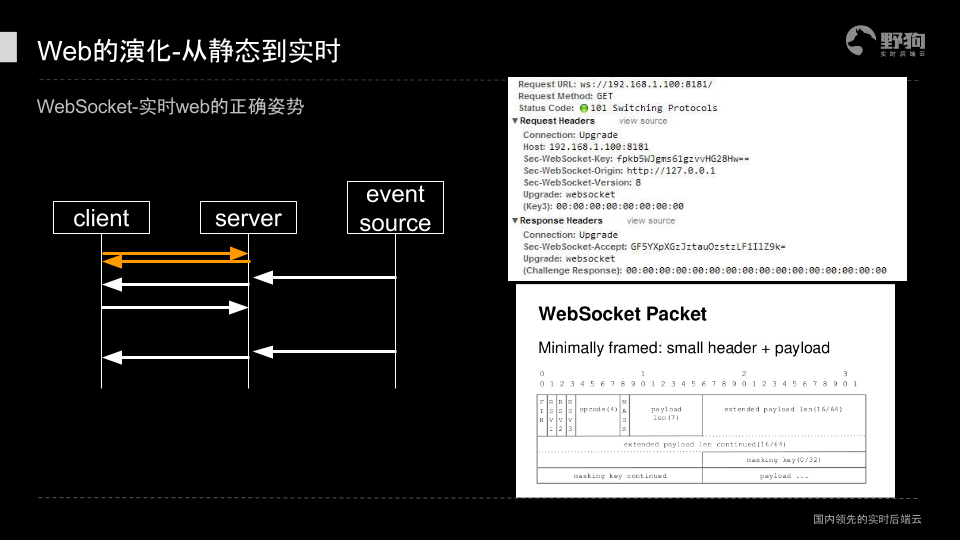 Web的演化-从静态到实时
野狗
实时后端云
WebSocket-实时web的正确姿势
client
server
event
source
Request URL: ws://192.168.1.100:8181/
Request Method: GET
Status Code: 101 Switching Protocols
▼Request Headers view source
Connection: Upgrade
Host: 192.168.1.100:8181
Sec-WebSocket-Key: fpkb5WJgms61gzvvHG28Hw==
Sec-WebSocket-Origin: http://127.0.0.1
Sec-WebSocket-Version: 8
Upgrade: websocket
(Key3): 00:00:00:00:00:00:00:00
▼Response Headers view source
Connection: Upgrade
Sec-WebSocket-Accept: GF5YXpXGzJztauOzstzLF1IlZ9k=
Upgrade: websocket
(Challenge Response): 00:00:00:00:00:00:00:00:00:00:00:00:00:00:00:00
WebSocket Packet
Minimally framed: small header + payload
0 1 2 3
0 1 2 3 4 5 6 7 8 9 0 1 2 3 4 5 6 7 8 9 0 1 2 3 4 5 6 7 8 9 0 1
FIN
RSV1
RSV2
RSV3
opcode(4)
MASK
payload
len(7)
extended payload len(16/64)
extended payload len continued(16/64)
masking key(0/32)
masking key continued
payload ...
国内领先的实时后端云